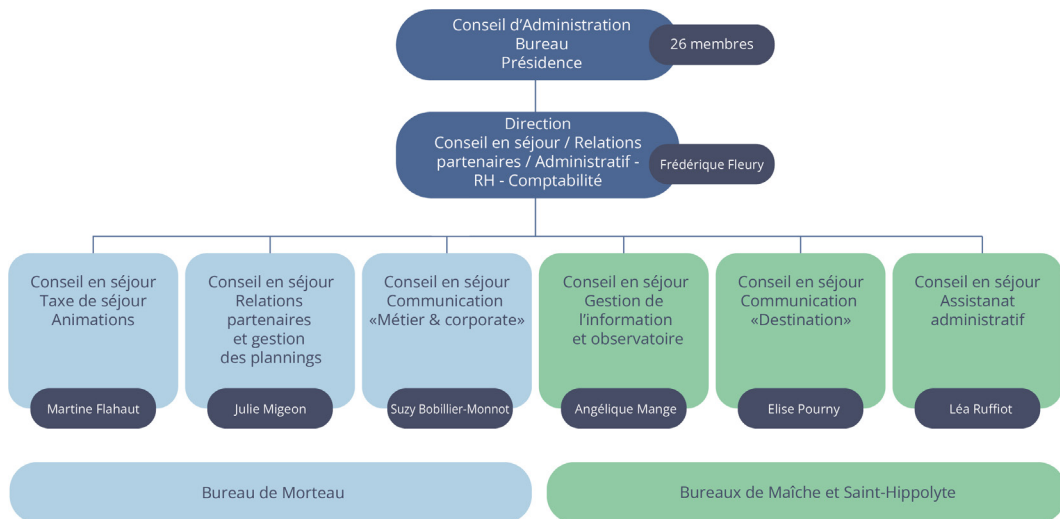 Conseil d'Administration
Bureau
Présidence
26 membres
Direction
Conseil en séjour / Relations
partenaires / Administratif -
RH - Comptabilité
Frédérique Fleury
Conseil en séjour
Taxe de séjour
Animations
Martine Flahaut
Conseil en séjour
Relations
partenaires
et gestion
des plannings
Julie Migeon
Conseil en séjour
Communication
«Métier & corporate»
Suzy Bobillier-Monnot
Conseil en séjour
Gestion de
l'information
et observatoire
Angélique Mange
Conseil en séjour
Communication
«Destination»
Elise Pourny
Conseil en séjour
Assistanat
administratif
Léa Ruffiot
Bureau de Morteau
Bureaux de Maîche et Saint-Hippolyte